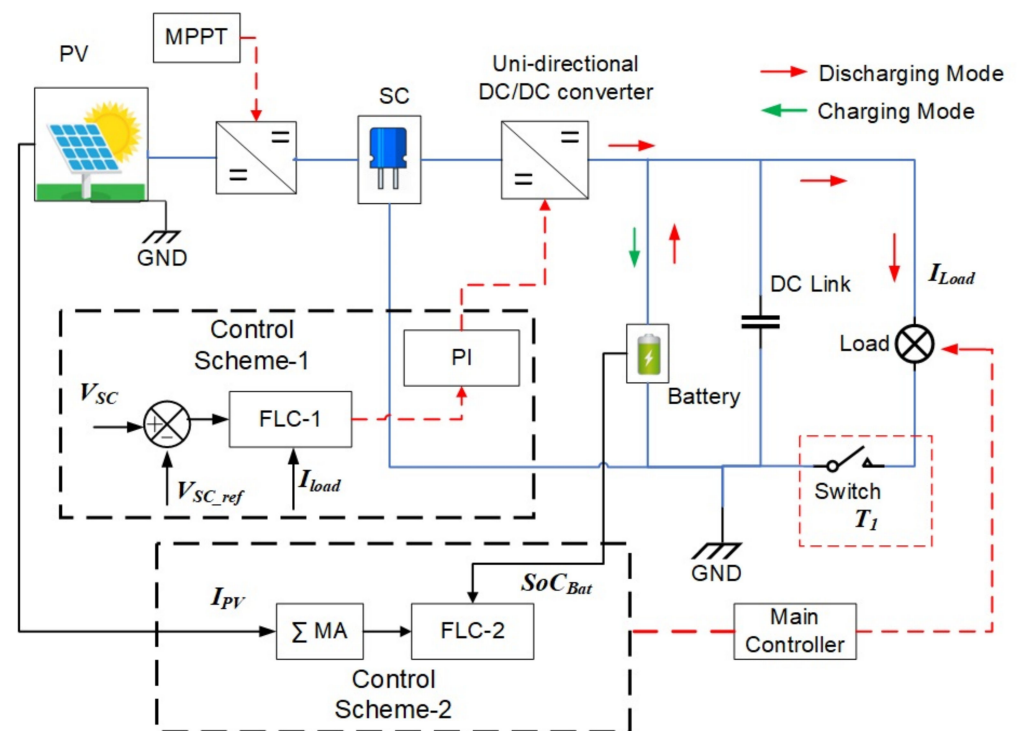 MPPT
PV
Uni-directional
DC/DC converter
SC
Discharging Mode
Charging Mode
GND
DC Link
I_Load
Load
Battery
Control
Scheme-1
PI
V_SC
FLC-1
V_SC_ref
I_load
Switch
T_1
GND
SoC_Bat
I_PV
∑ MA
FLC-2
Main
Controller
Control
Scheme-2